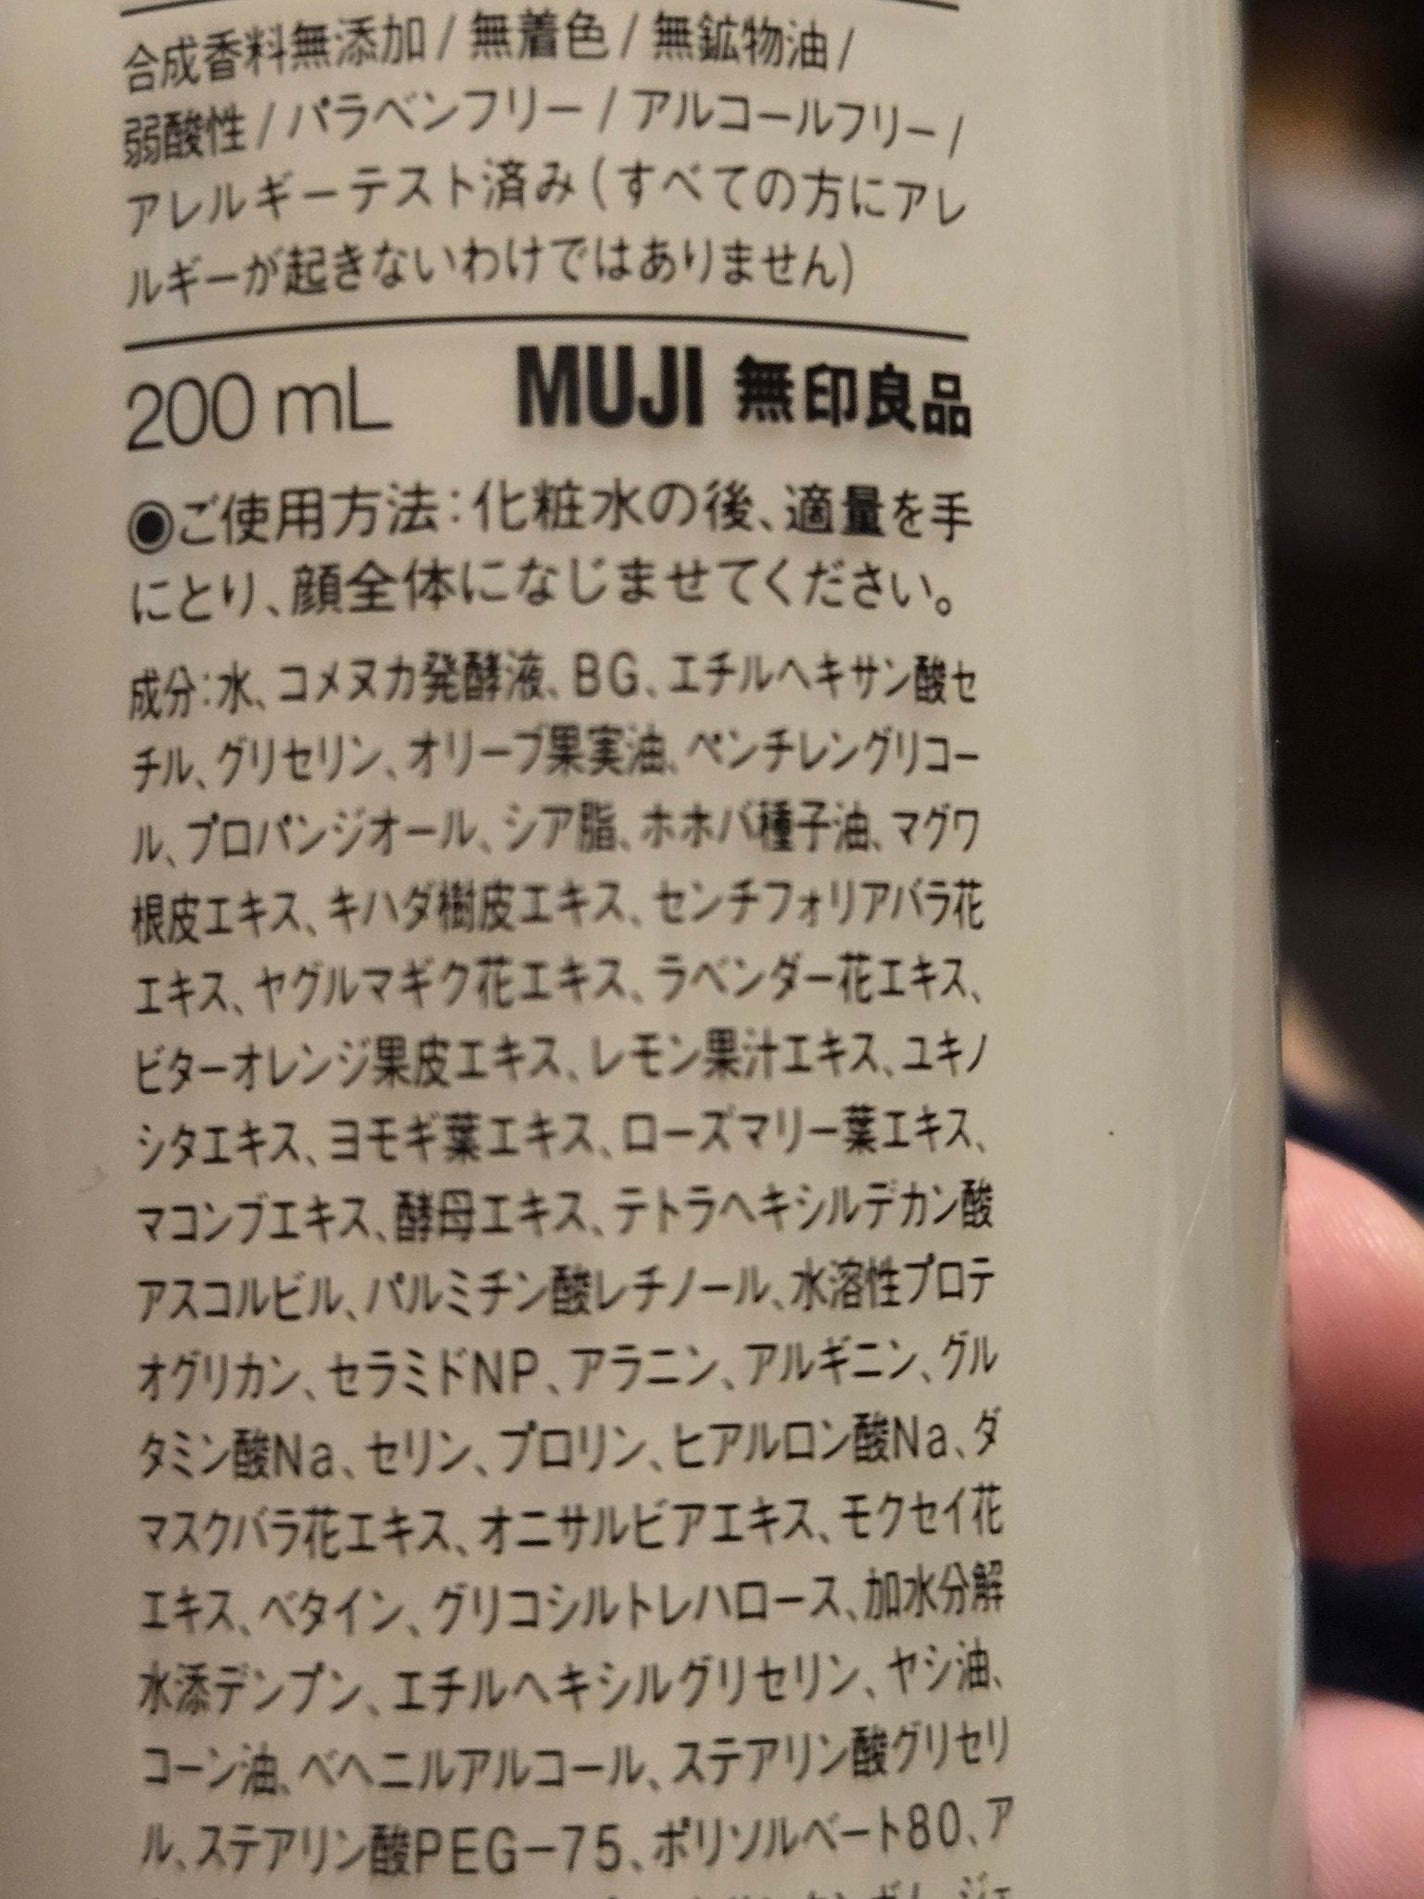 合成香料無添加/無着色/無鉱物油/
弱酸性/パラベンフリー/アルコールフリー/
アレルギーテスト済み(すべての方にアレ
ルギーが起きないわけではありません)
200 mL MUJI 無印良品
◉ご使用方法:化粧水の後、適量を手
にとり、顔全体になじませてください。
成分:水、コメヌカ発酵液、BG、エチルヘキサン酸セ
チル、グリセリン、オリーブ果実油、ペンチレングリコー
ル、プロパンジオール、シア脂、ホホバ種子油、マグワ
根皮エキス、キハダ樹皮エキス、センチフォリアバラ花
エキス、ヤグルマギク花エキス、ラベンダー花エキス、
ビターオレンジ果皮エキス、レモン果汁エキス、ユキノ
シタエキス、ヨモギ葉エキス、ローズマリー葉エキス、
マコンブエキス、酵母エキス、テトラヘキシルデカン酸
アスコルビル、パルミチン酸レチノール、水溶性プロテ
オグリカン、セラミドNP、アラニン、アルギニン、グル
タミン酸Na、セリン、プロリン、ヒアルロン酸Na、ダ
マスクバラ花エキス、オニサルビアエキス、モクセイ花
エキス、ベタイン、グリコシルトレハロース、加水分解
水添デンプン、エチルヘキシルグリセリン、ヤシ油、
コーン油、ベヘニルアルコール、ステアリン酸グリセリ
ル、ステアリン酸PEG-75、ポリソルベート80、ア